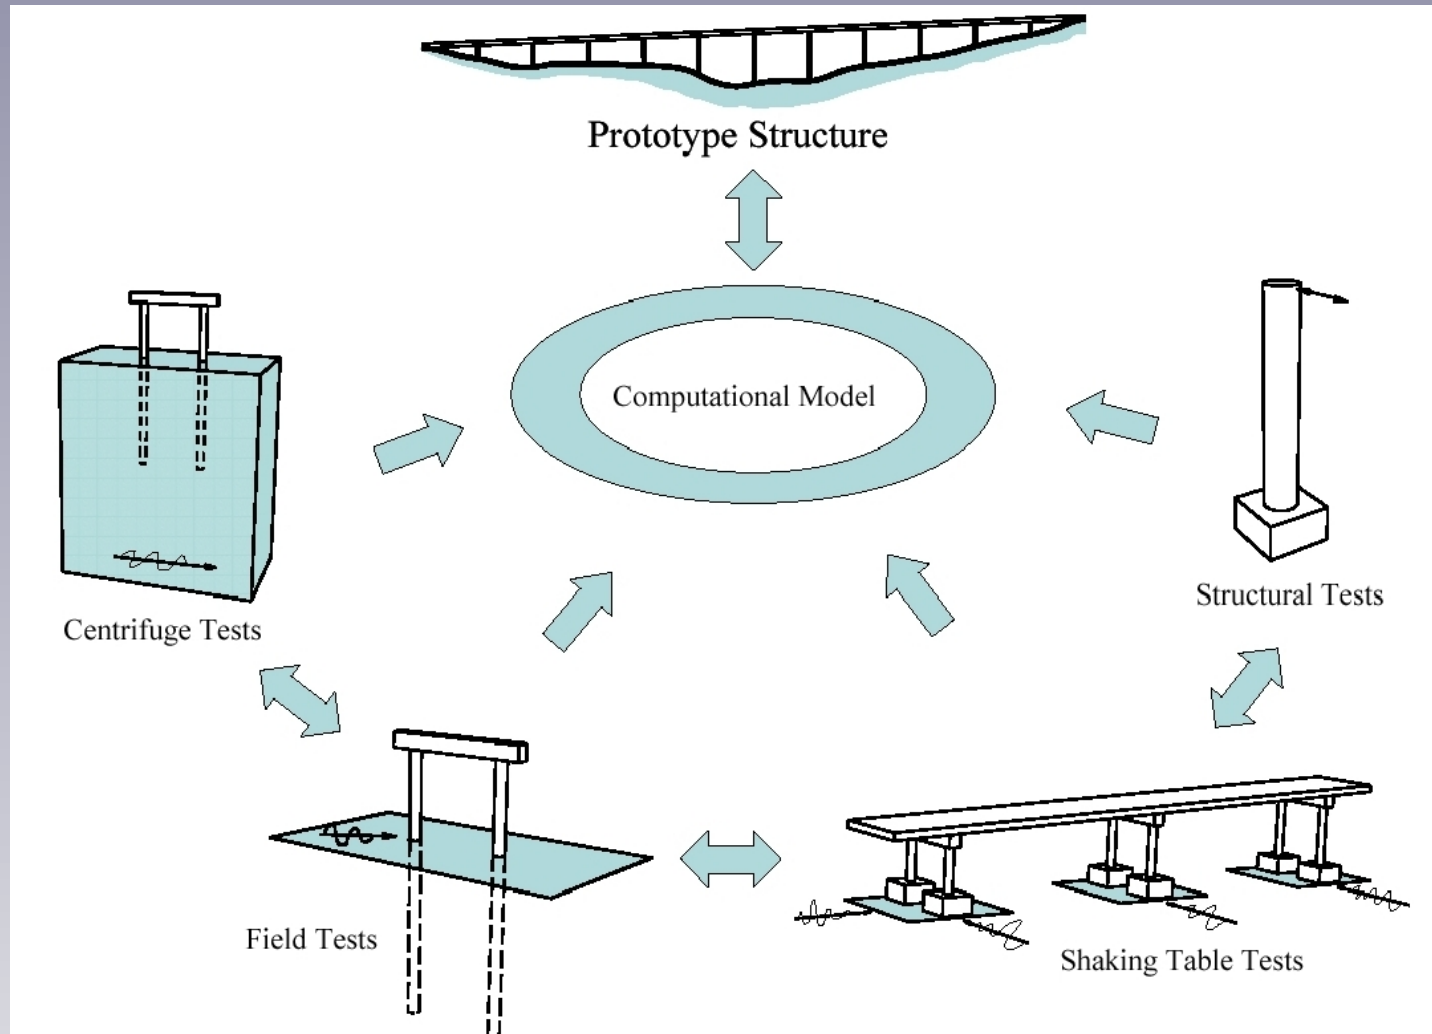 Prototype Structure
Computational Model
Centrifuge Tests
Structural Tests
Field Tests
Shaking Table Tests